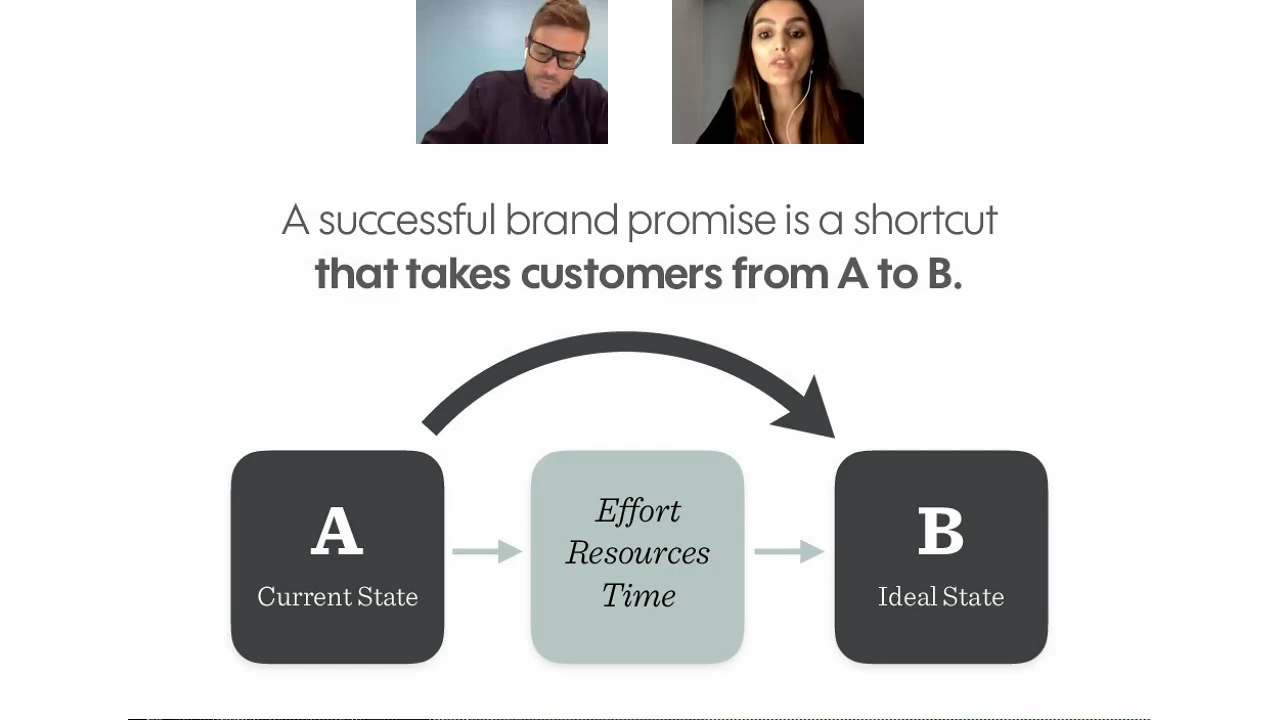 A successful brand promise is a shortcut
that takes customers from A to B.
A
Current State
Effort
Resources
Time
B
Ideal State